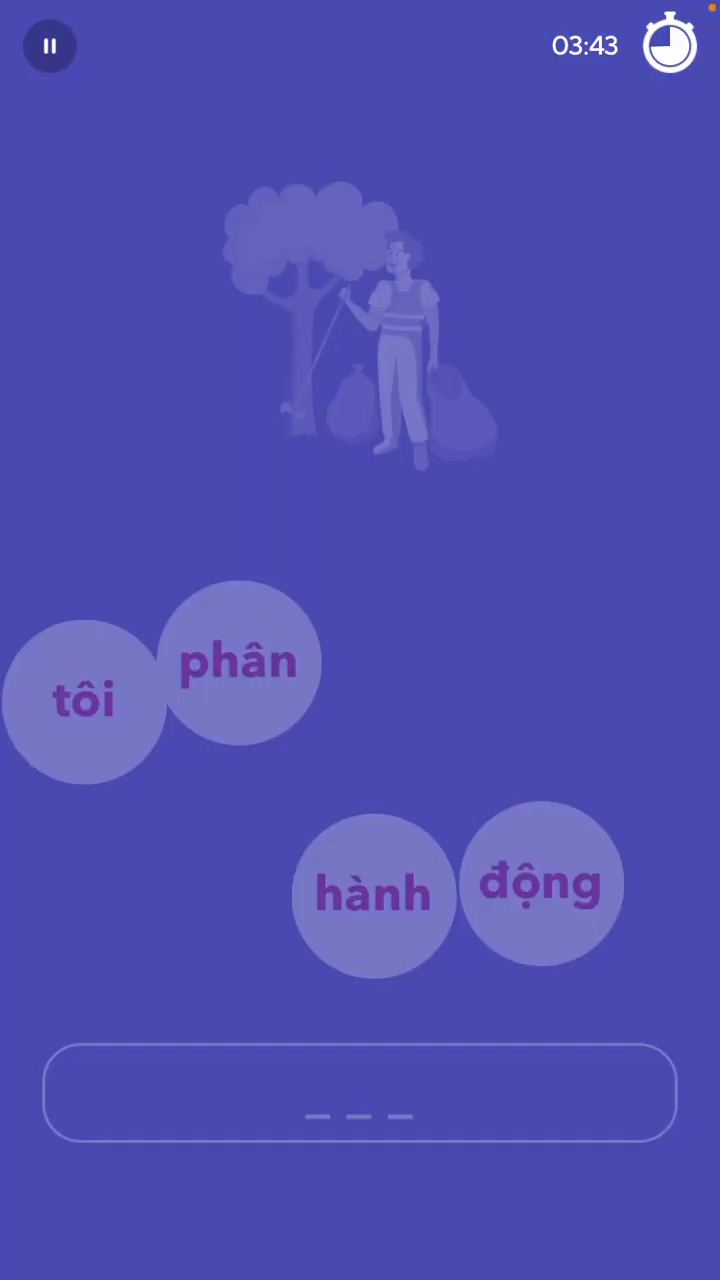 03:43
phân
tôi
động
hành
_ _ _